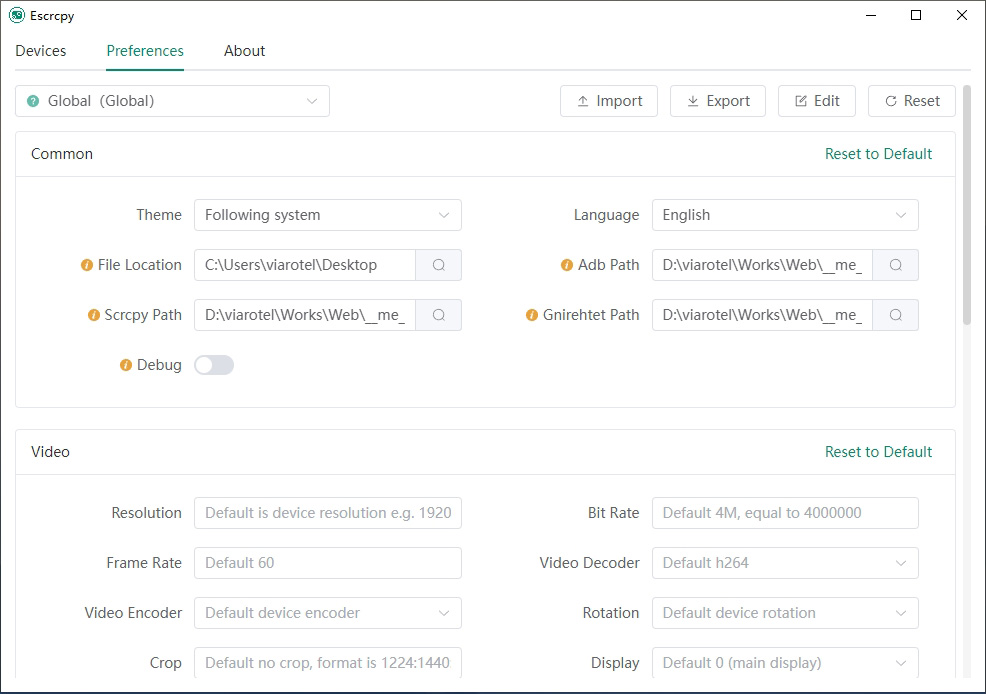 Escrcpy
Devices Preferences About
Global（Global） Import Export Edit Reset
Common Reset to Default
Theme Following system Language English
File Location C:\Users\viarotel\Desktop Adb Path D:\viarotel\Works\Web\__me_
Scrcpy Path D:\viarotel\Works\Web\__me_ Gnirehtet Path D:\viarotel\Works\Web\__me_
Debug
Video Reset to Default
Resolution Default is device resolution e.g. 1920 Bit Rate Default 4M, equal to 4000000
Frame Rate Default 60 Video Decoder Default h264
Video Encoder Default device encoder Rotation Default device rotation
Crop Default no crop, format is 1224:1440 Display Default 0 (main display)